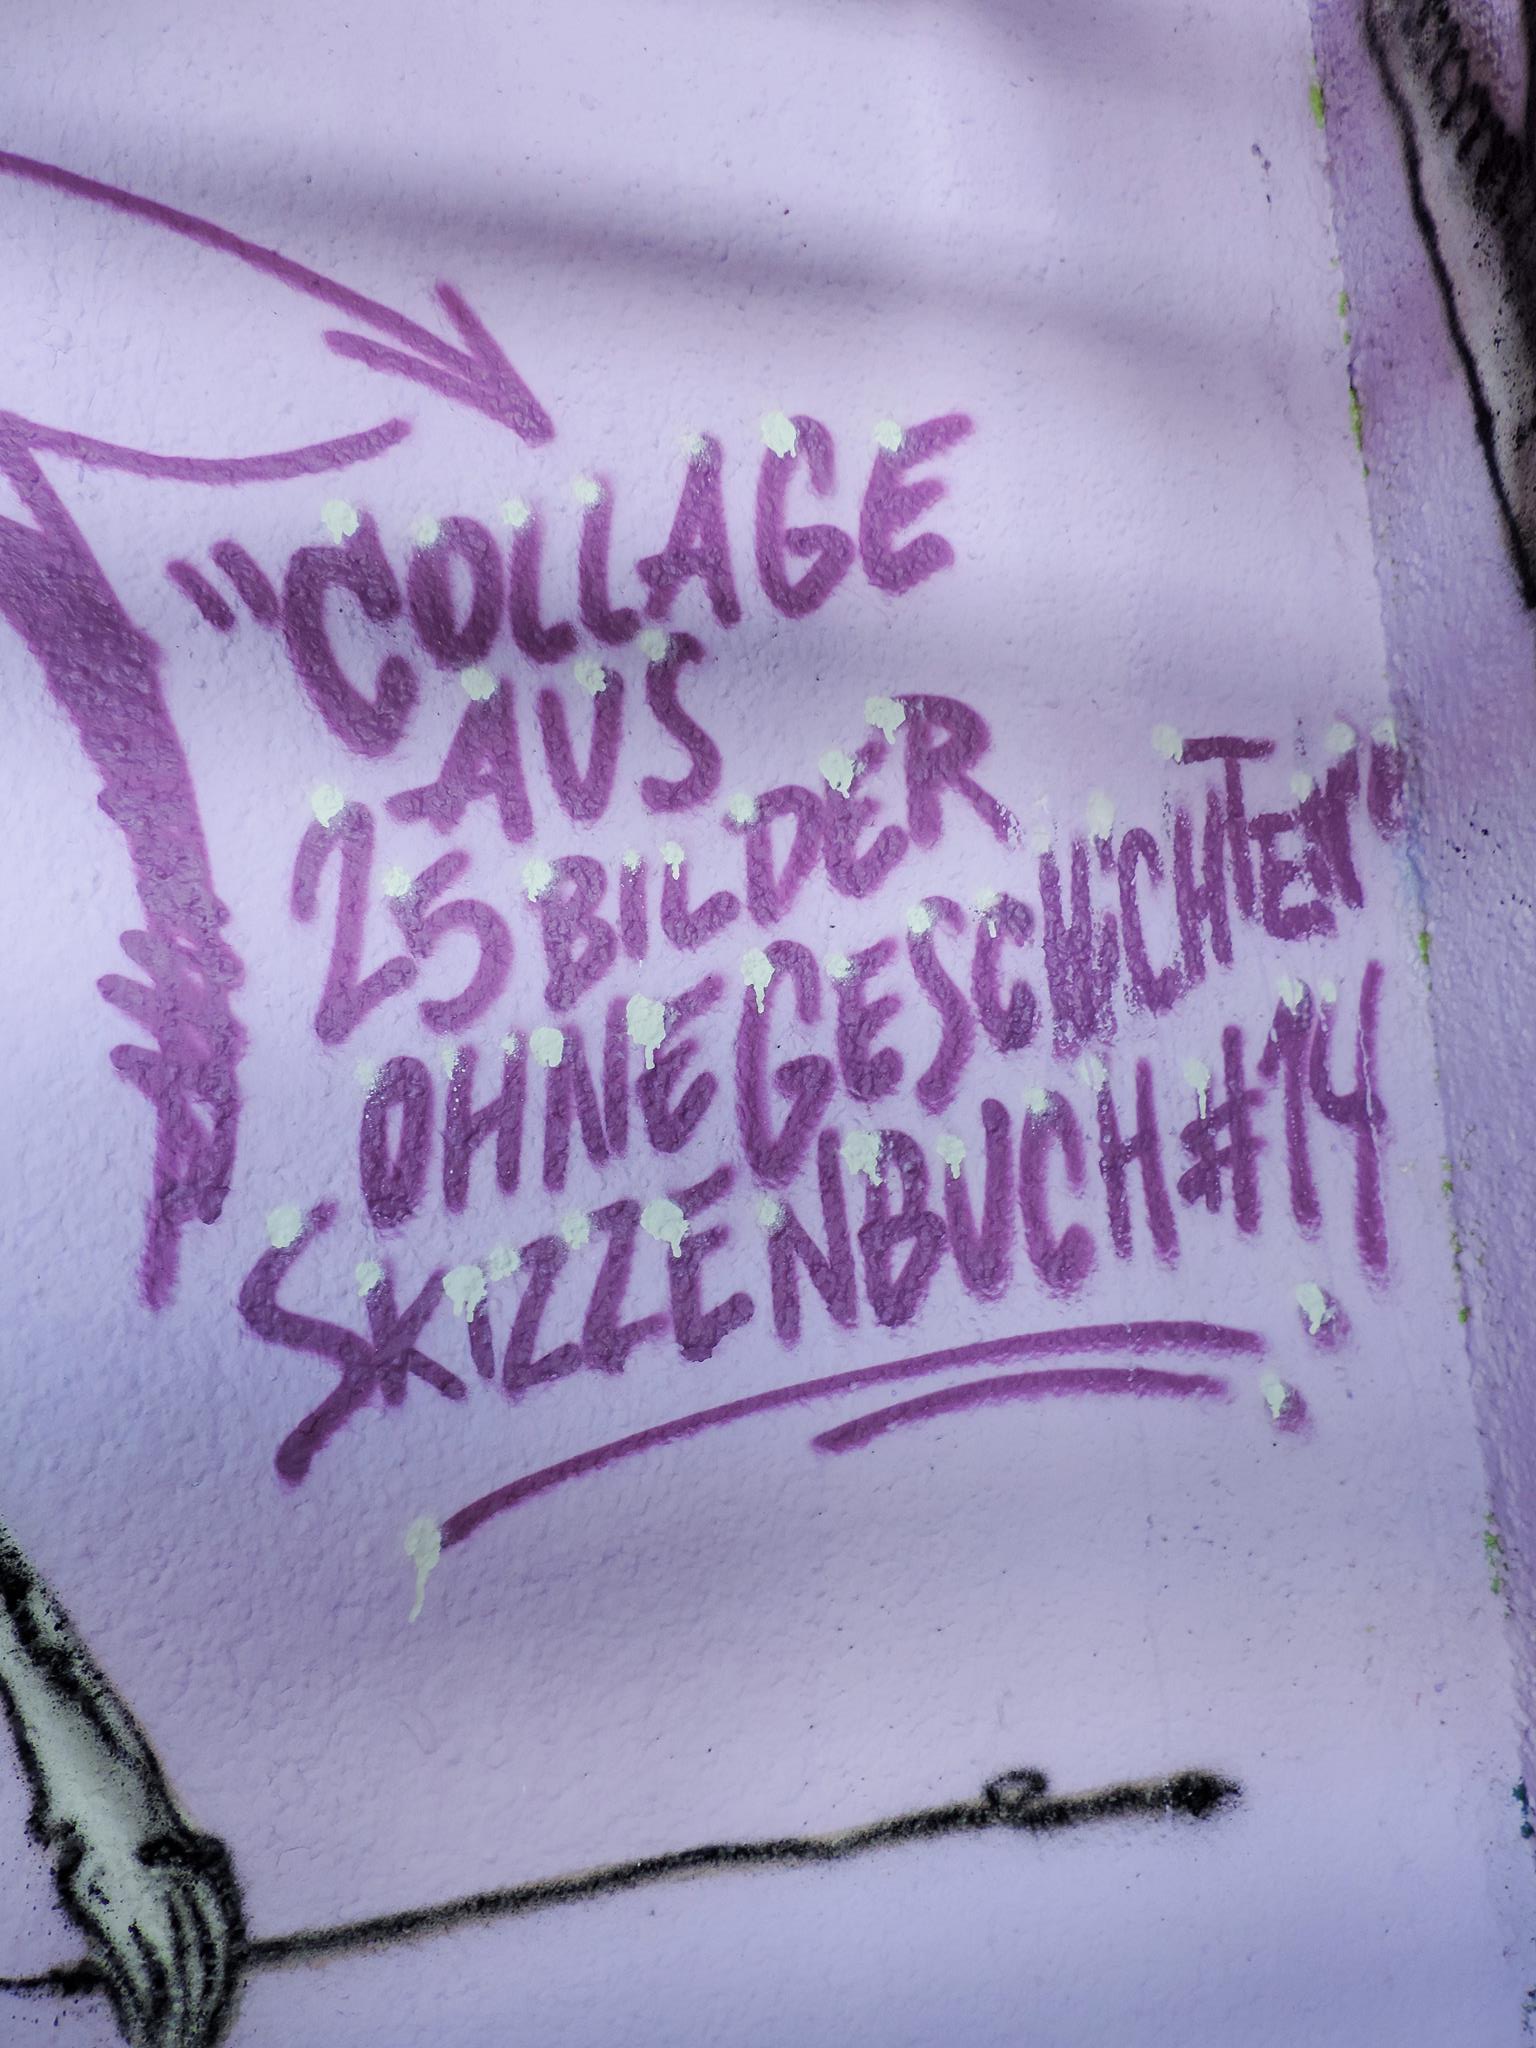 "COLLAGE
AUS
25 BILDER
OHNE GESCHICHTEN"
SKIZZENBUCH #14